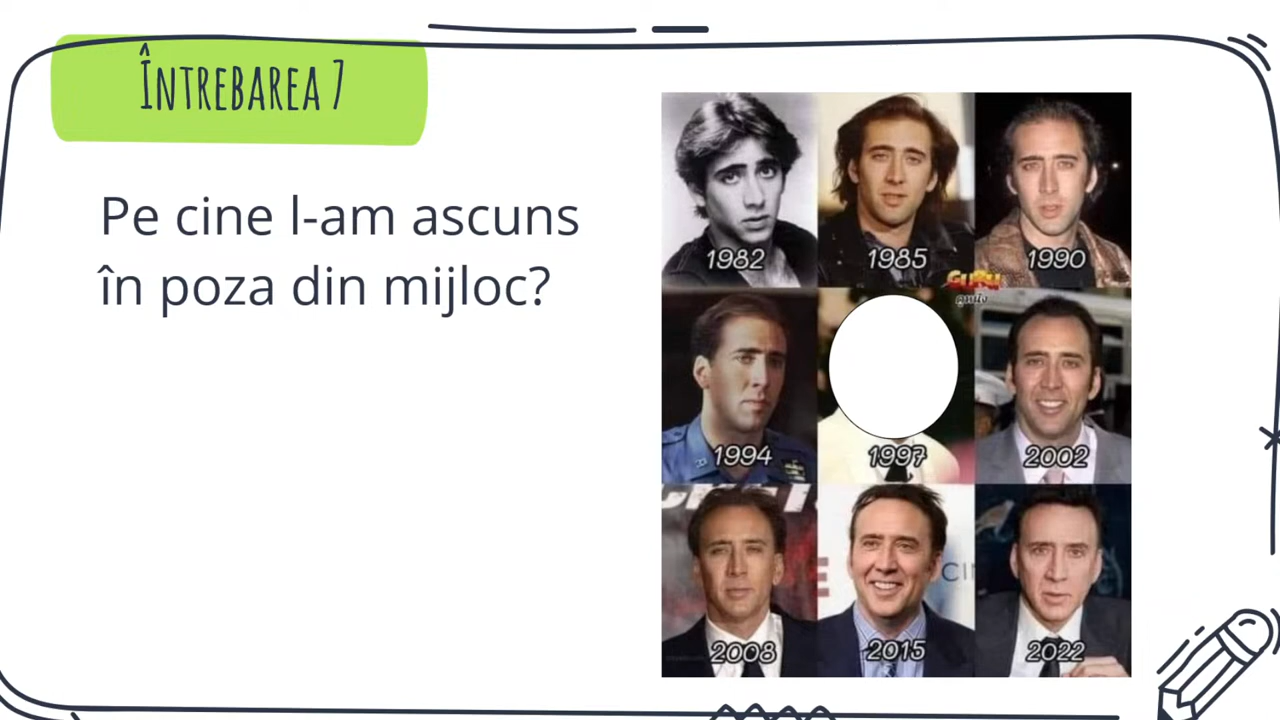 ÎNTREBAREA 7
Pe cine l-am ascuns
în poza din mijloc?
1982
1985
1990
GURU
1994
1997
2002
2008
2015
2022